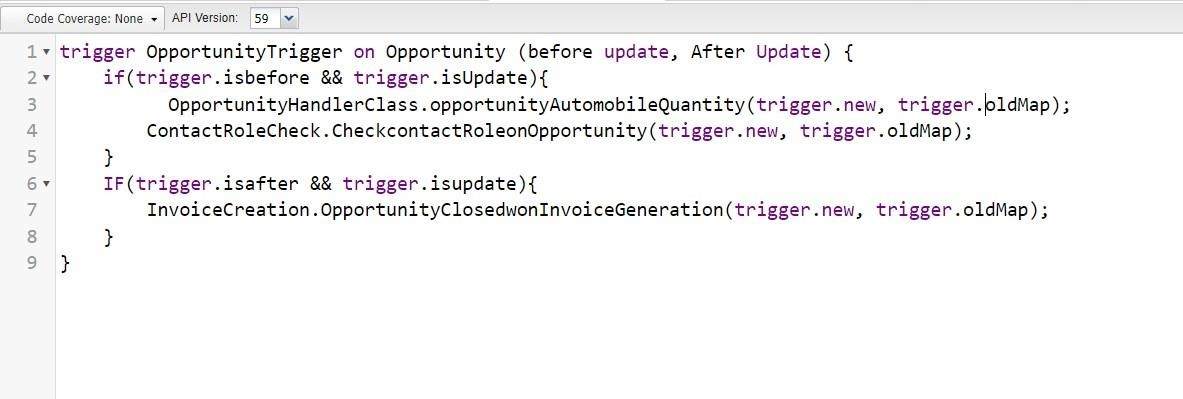 Code Coverage: None API Version: 59
1 trigger OpportunityTrigger on Opportunity (before update, After Update) {
2 if(trigger.isbefore && trigger.isUpdate){
3 OpportunityHandlerClass.opportunityAutomobileQuantity(trigger.new, trigger.oldMap);
4 ContactRoleCheck.CheckcontactRoleonOpportunity(trigger.new, trigger.oldMap);
5 }
6 IF(trigger.isafter && trigger.isupdate){
7 InvoiceCreation.OpportunityClosedwonInvoiceGeneration(trigger.new, trigger.oldMap);
8 }
9 }